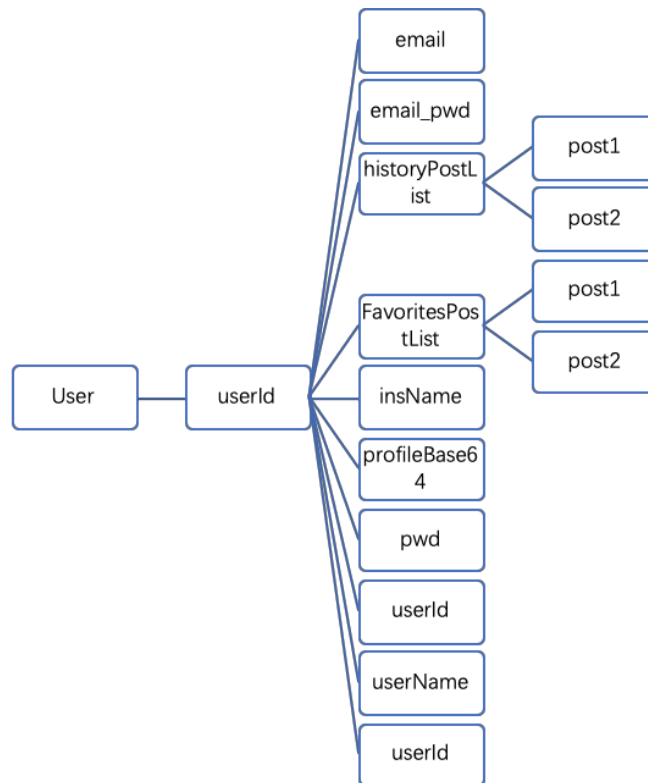 email
email_pwd
historyPostL
ist
post1
post2
FavoritesPos
tList
post1
post2
User
userId
insName
profileBase6
4
pwd
userId
userName
userId